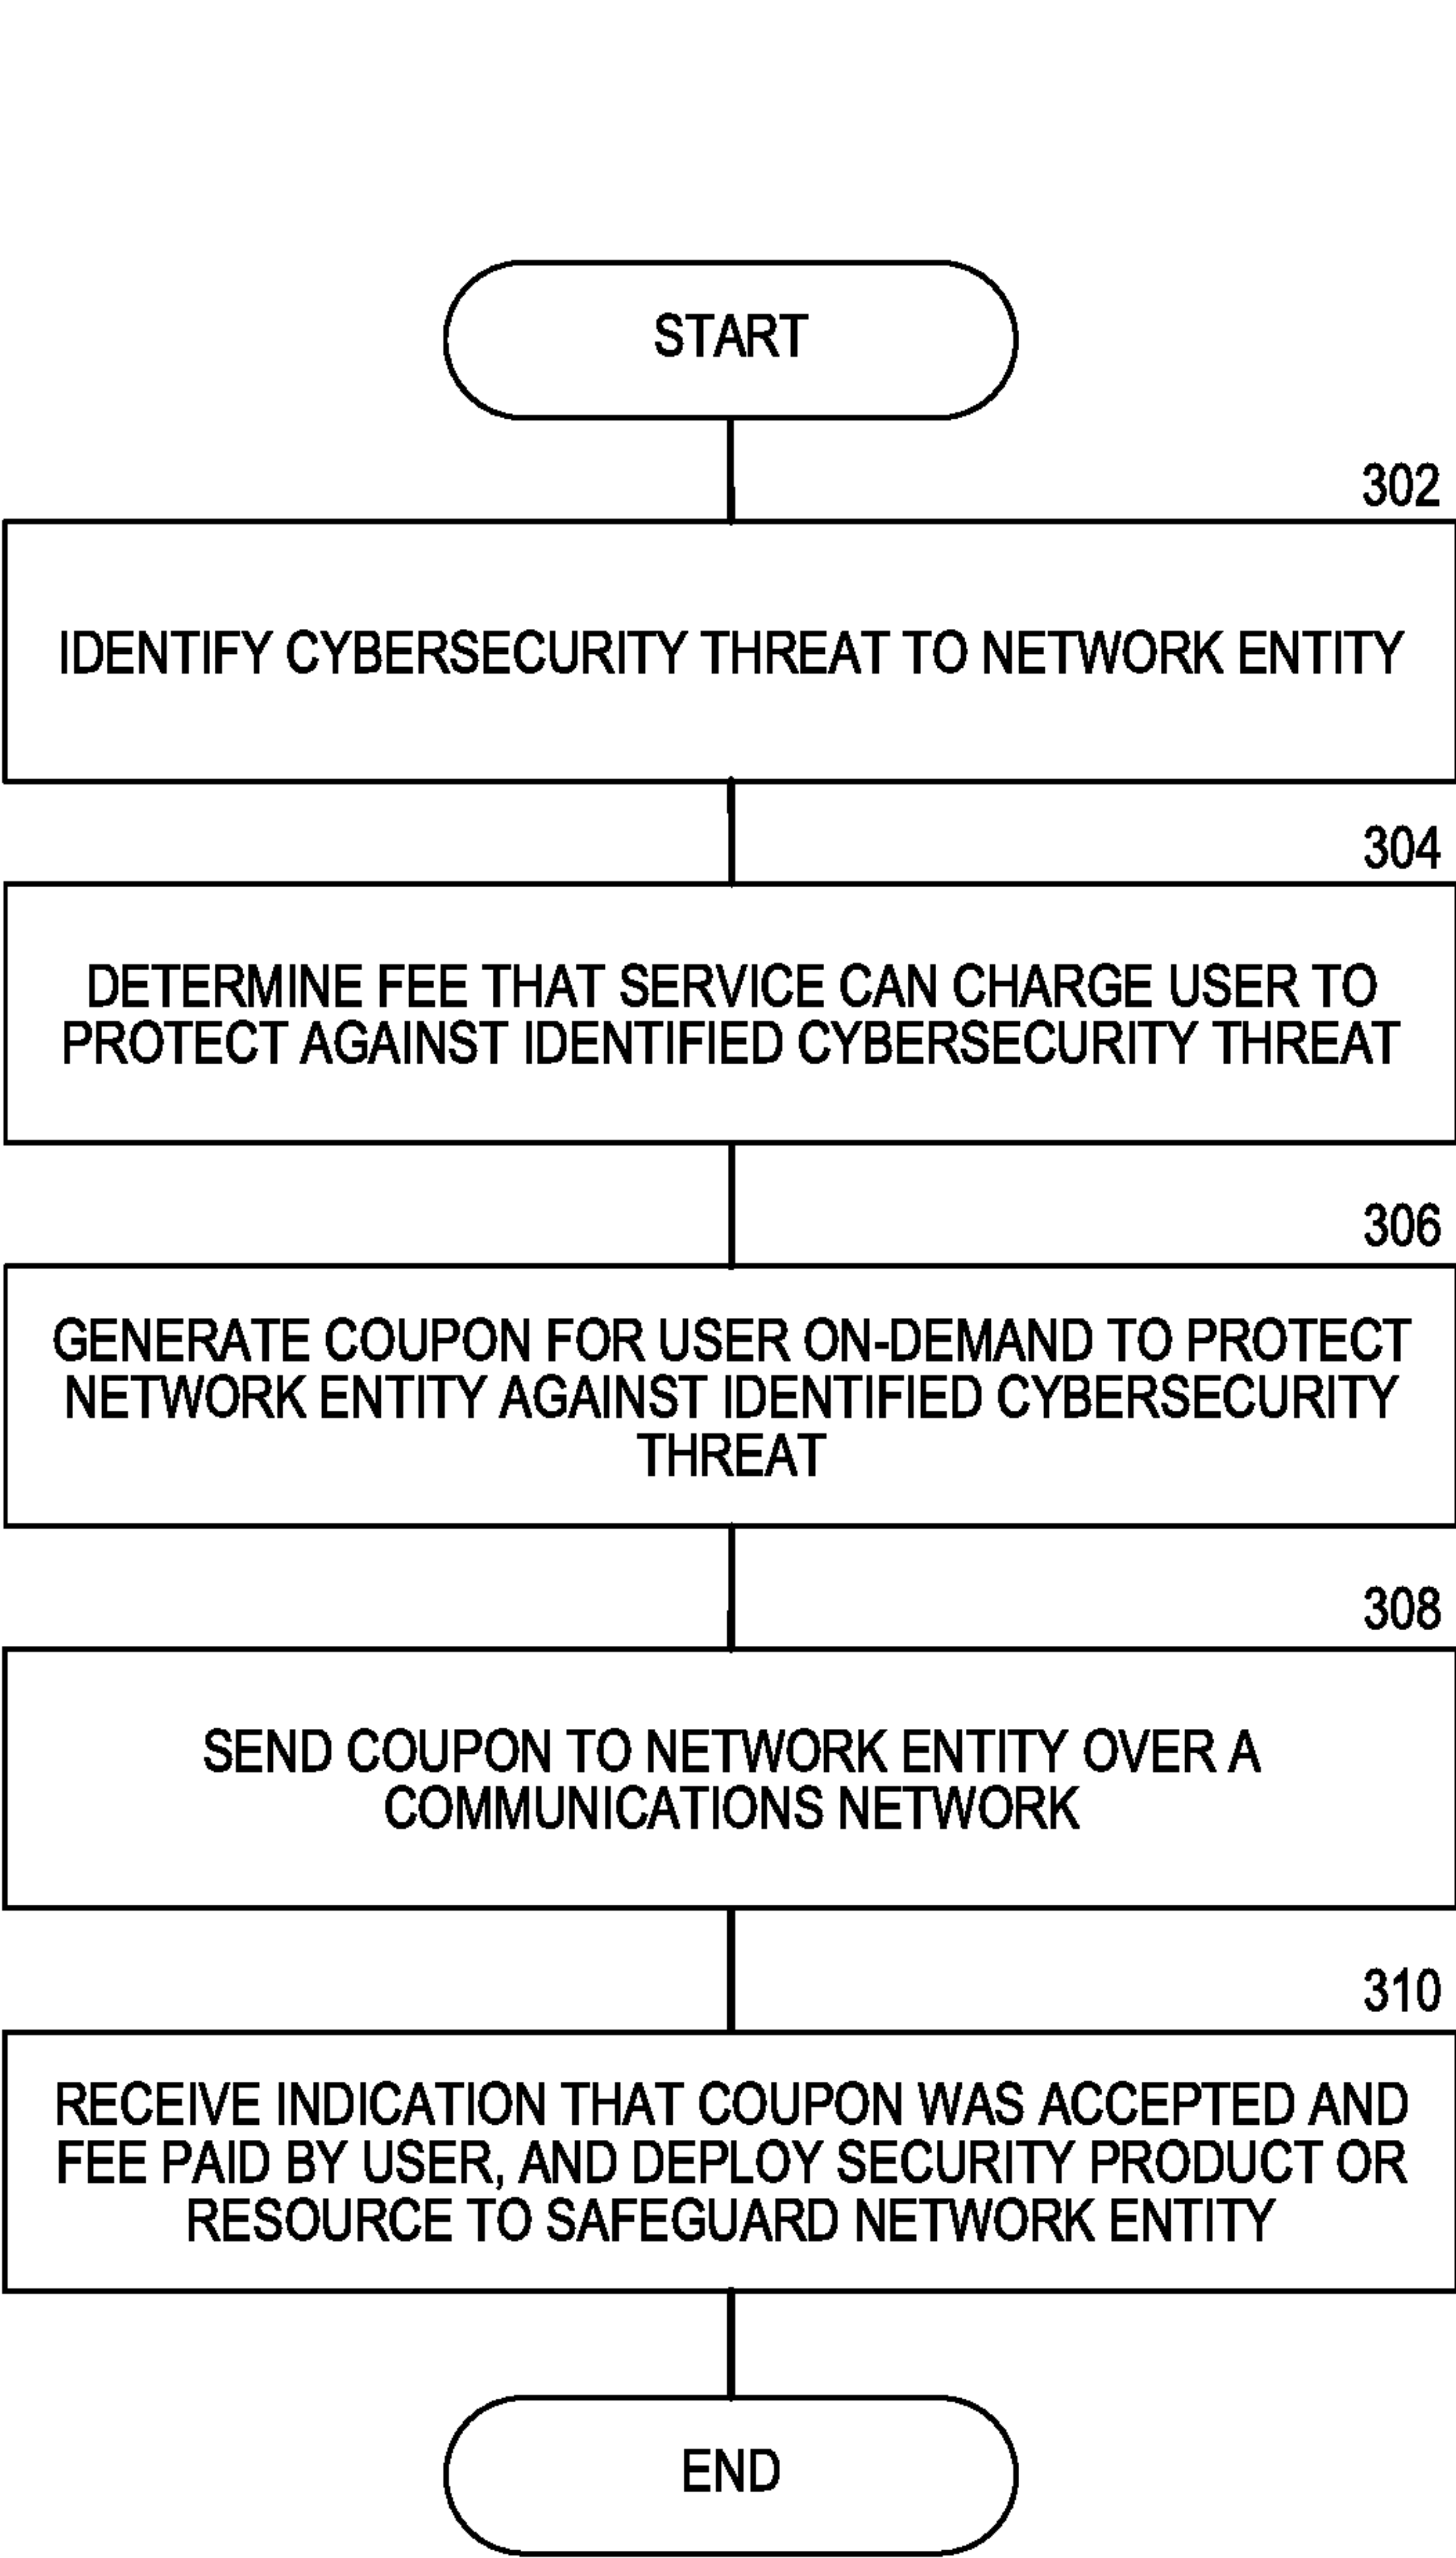 START
302
IDENTIFY CYBERSECURITY THREAT TO NETWORK ENTITY
304
DETERMINE FEE THAT SERVICE CAN CHARGE USER TO
PROTECT AGAINST IDENTIFIED CYBERSECURITY THREAT
306
GENERATE COUPON FOR USER ON-DEMAND TO PROTECT
NETWORK ENTITY AGAINST IDENTIFIED CYBERSECURITY
THREAT
308
SEND COUPON TO NETWORK ENTITY OVER A
COMMUNICATIONS NETWORK
310
RECEIVE INDICATION THAT COUPON WAS ACCEPTED AND
FEE PAID BY USER, AND DEPLOY SECURITY PRODUCT OR
RESOURCE TO SAFEGUARD NETWORK ENTITY
END